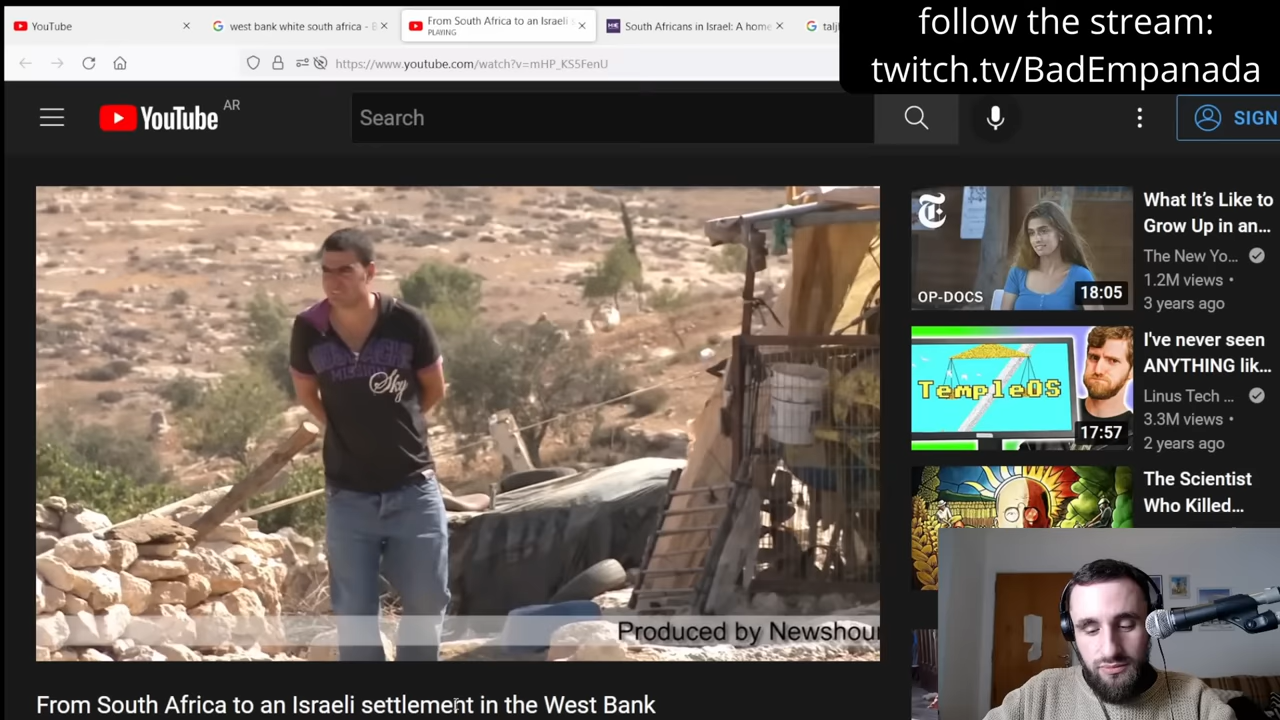 YouTube
west bank white south africa - B
From South Africa to an Israeli s
PLAYING
South Africans in Israel: A home
talj
follow the stream:
twitch.tv/BadEmpanada
https://www.youtube.com/watch?v=mHP_KS5FenU
YouTube
AR
Search
SIGN
Sky
Produced by Newshour
From South Africa to an Israeli settlement in the West Bank
OP-DOCS
18:05
What It's Like to
Grow Up in an...
The New Yo...
1.2M views •
3 years ago
TempleOS
17:57
I've never seen
ANYTHING lik...
Linus Tech ...
3.3M views •
2 years ago
The Scientist
Who Killed...